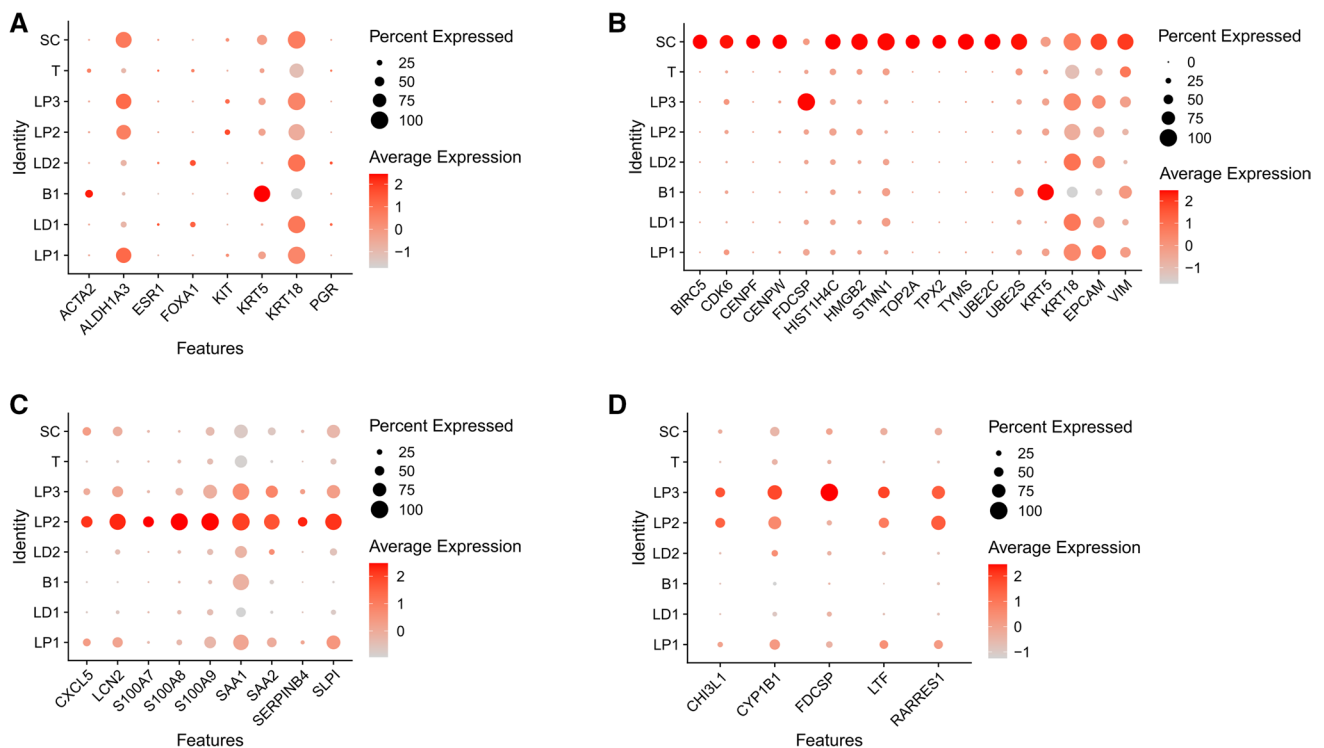 A
Identity
SC
T
LP3
LP2
LD2
B1
LD1
LP1
ACTA2
ALDH1A3
ESR1
FOXA1
KIT
KRT5
KRT18
PGR
Features
Percent Expressed
25
50
75
100
Average Expression
2
1
0
−1
B
Identity
SC
T
LP3
LP2
LD2
B1
LD1
LP1
BIRC5
CDK6
CENPF
CENPW
FDCSP
HIST1H4C
HMGB2
STMN1
TOP2A
TPX2
TYMS
UBE2C
UBE2S
KRT5
KRT18
EPCAM
VIM
Percent Expressed
0
25
50
75
100
Average Expression
2
1
0
−1
C
Identity
SC
T
LP3
LP2
LD2
B1
LD1
LP1
CXCL5
LCN2
S100A7
S100A8
S100A9
SAA1
SAA2
SERPINB4
SLPI
Features
Percent Expressed
25
50
75
100
Average Expression
2
1
0
D
Identity
SC
T
LP3
LP2
LD2
B1
LD1
LP1
CHI3L1
CYP1B1
FDCSP
LTF
RARRES1
Features
Percent Expressed
25
50
75
100
Average Expression
2
1
0
−1